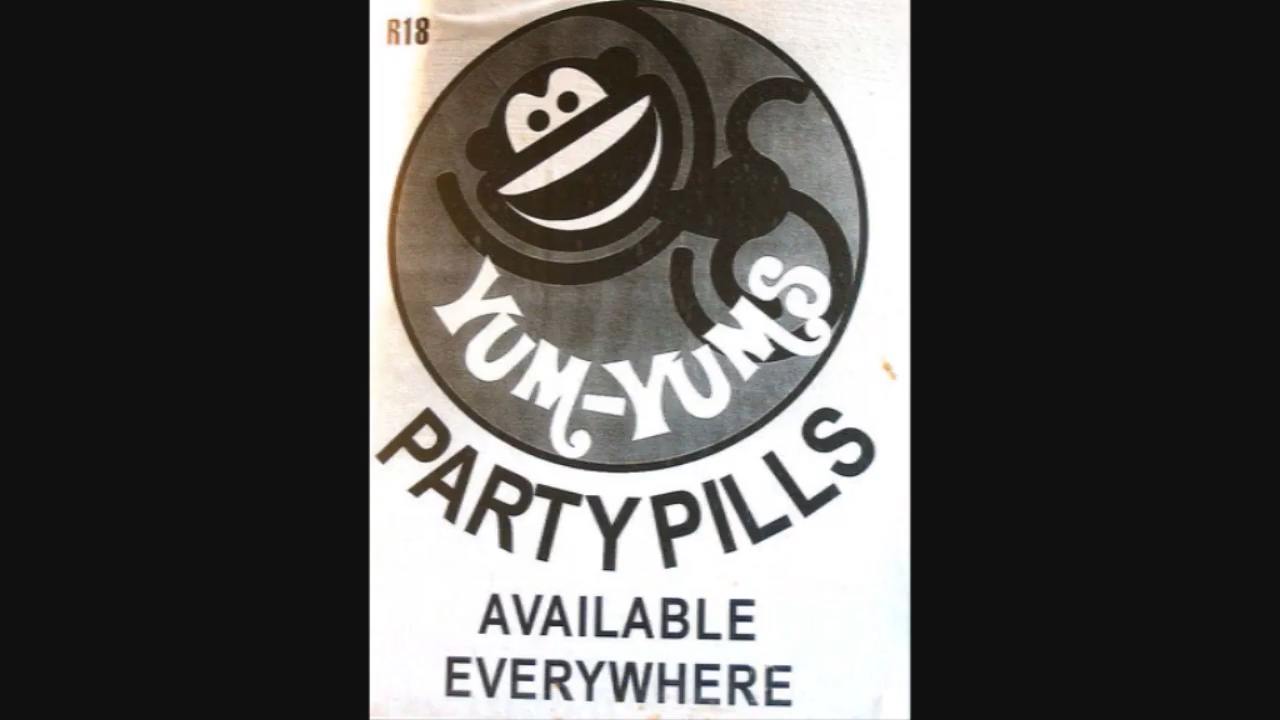 R18
YUM-YUMS
PARTY PILLS
AVAILABLE
EVERYWHERE